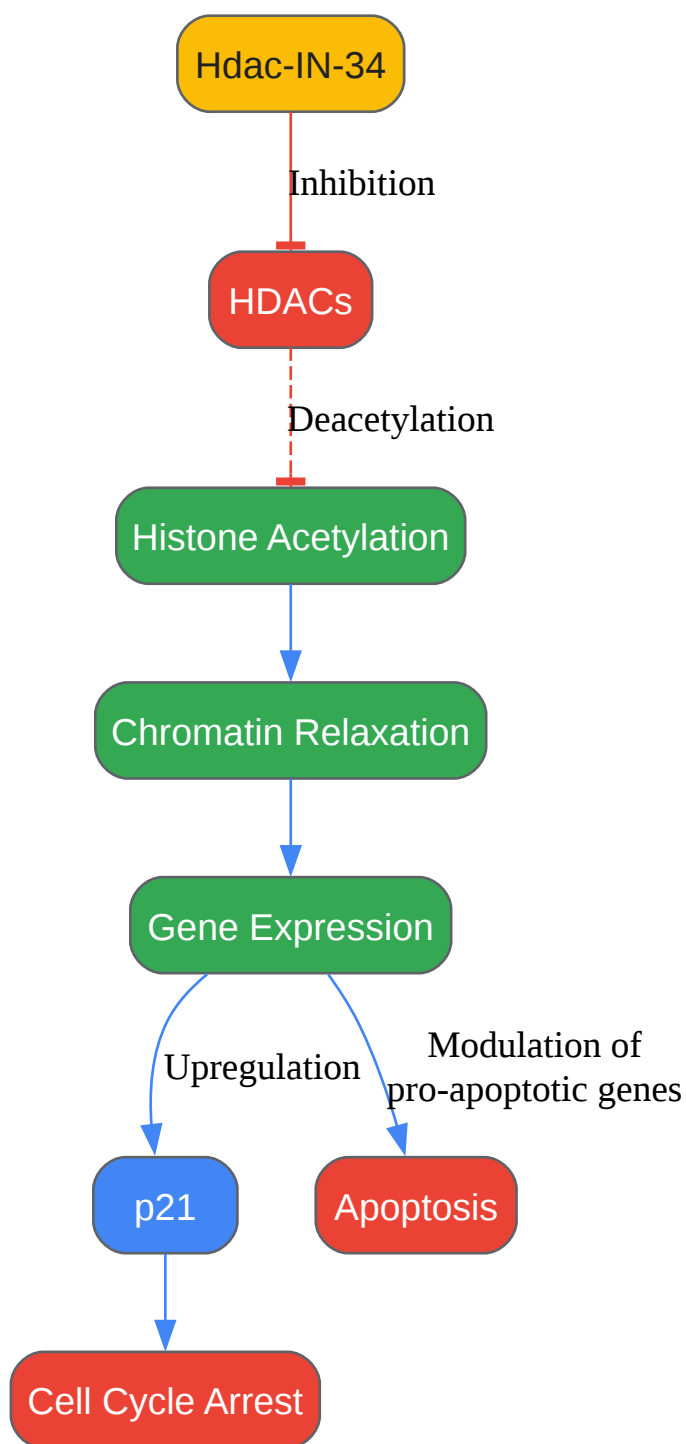 Hdac-IN-34
Inhibition
HDACs
Deacetylation
Histone Acetylation
Chromatin Relaxation
Gene Expression
Upregulation
Modulation of
pro-apoptotic genes
p21
Apoptosis
Cell Cycle Arrest